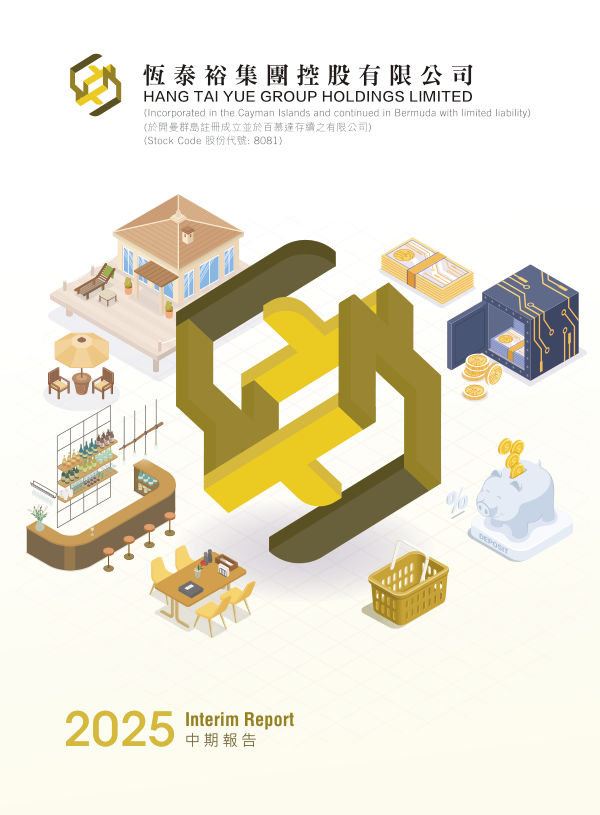 恆泰裕集團控股有限公司
HANG TAI YUE GROUP HOLDINGS LIMITED
(Incorporated in the Cayman Islands and continued in Bermuda with limited liability)
(於開曼群島註冊成立並於百慕達存續之有限公司)
(Stock Code 股份代號: 8081)
%
DEPOSIT
2025 Interim Report
中期報告